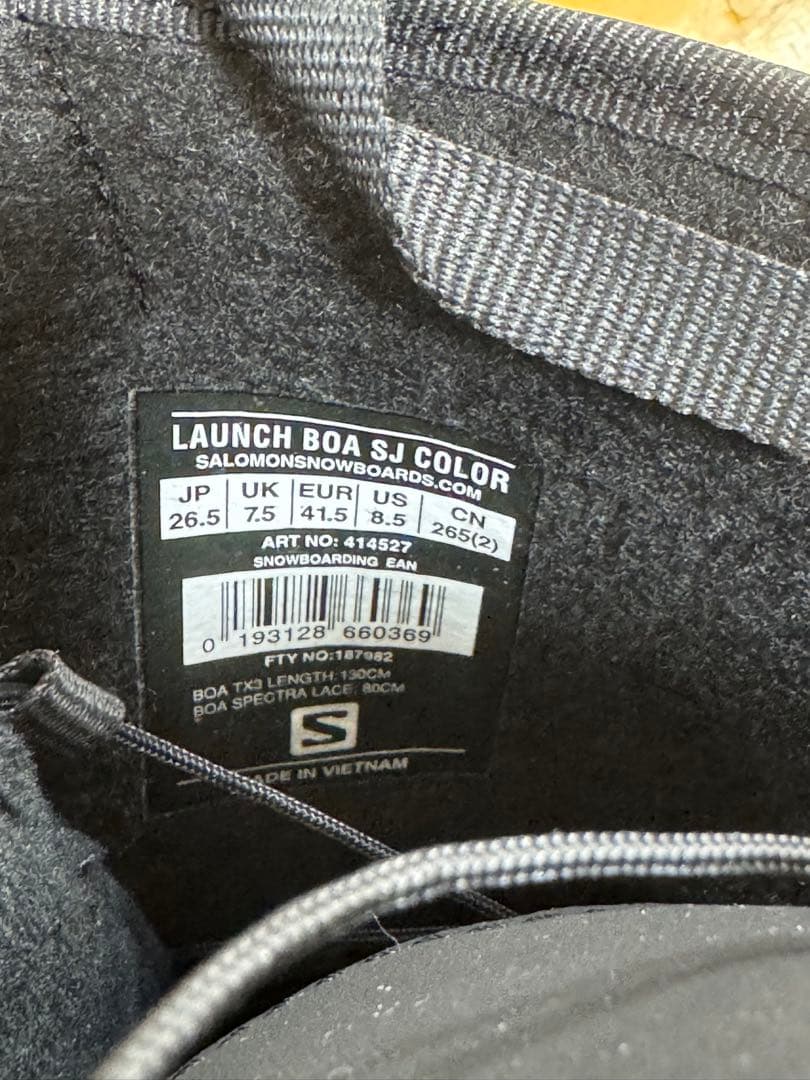 LAUNCH BOA SJ COLOR
SALOMONSNOWBOARDS.COM
JP UK EUR US CN
26.5 7.5 41.5 8.5 265(2)
ART NO: 414527
SNOWBOARDING EAN
0 193128 660369
FTY NO:187982
BOA TX3 LENGTH: 130CM
BOA SPECTRA LACE: 80CM
S
ADE IN VIETNAM